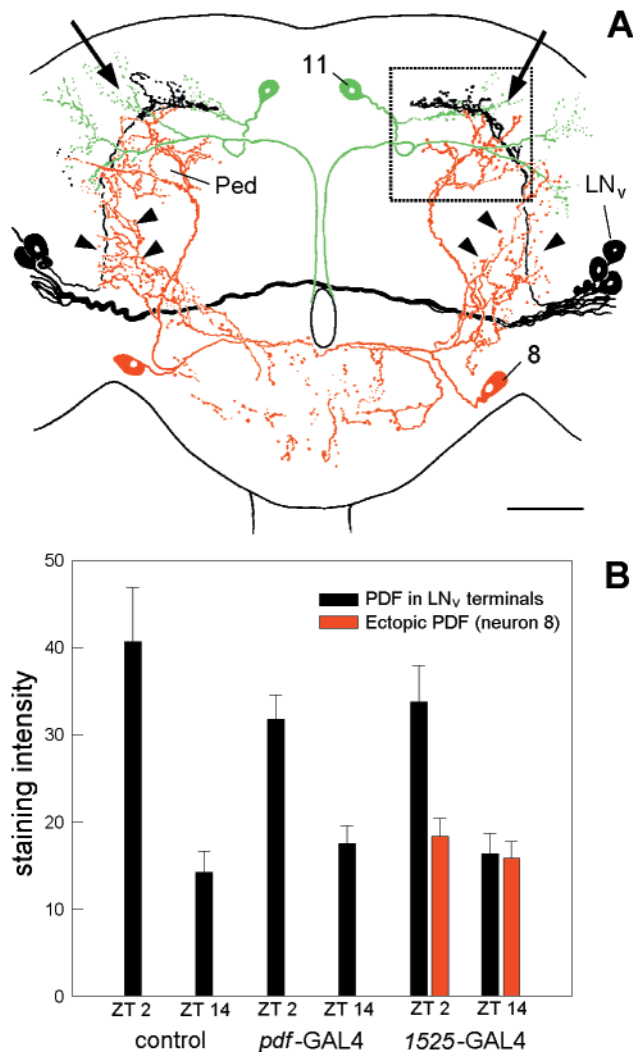 A
11
Ped
LNv
8
B
50
40
30
20
10
0
staining intensity
PDF in LNv terminals
Ectopic PDF (neuron 8)
ZT 2 ZT 14 ZT 2 ZT 14 ZT 2 ZT 14
control pdf-GAL4 1525-GAL4